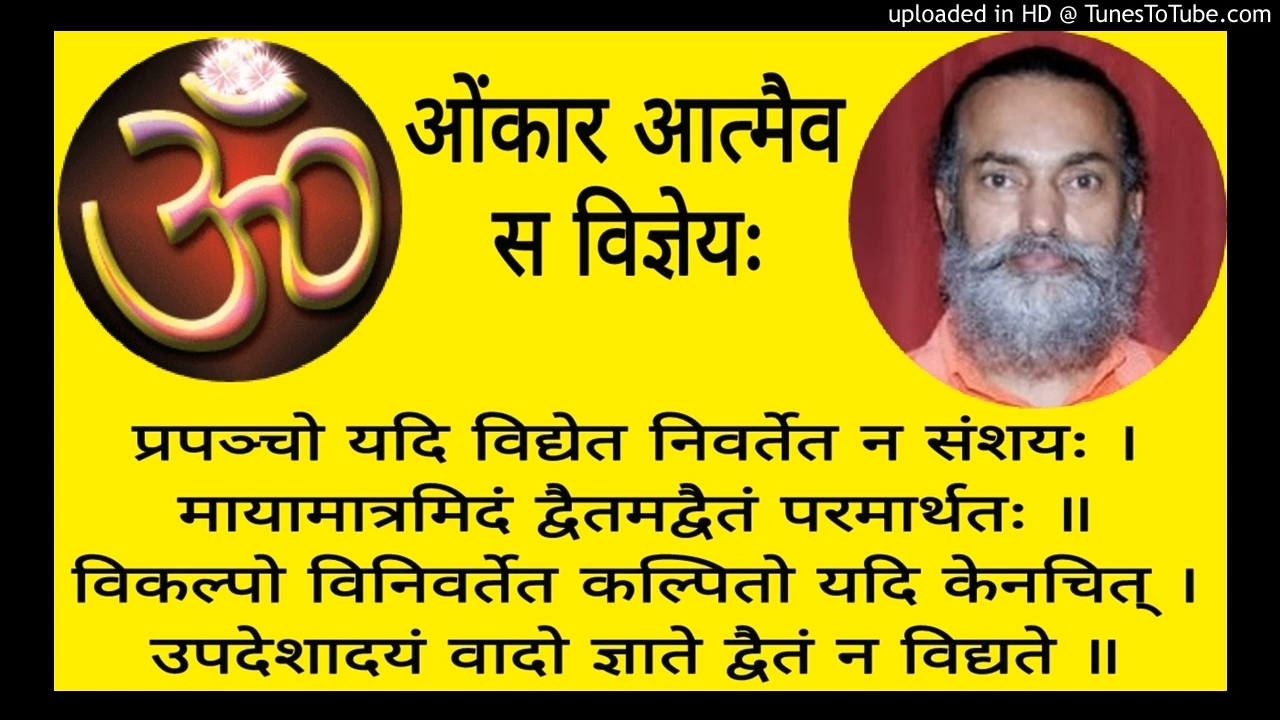 uploaded in HD @ TunesToTube.com
ओंकार आत्मैव
स विज्ञेयः
प्रपञ्चो यदि विद्येत निवर्तेत न संशयः ।
मायामात्रमिदं द्वैतमद्वैतं परमार्थतः ॥
विकल्पो विनिवर्तेत कल्पितो यदि केनचित् ।
उपदेशादयं वादो ज्ञाते द्वैतं न विद्यते ॥